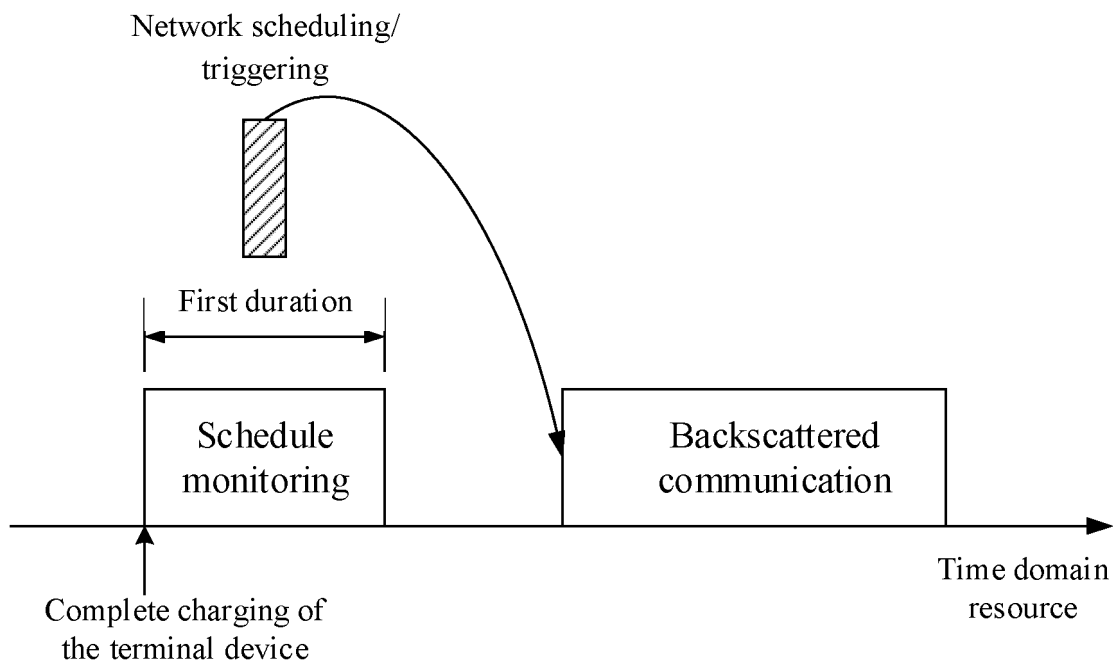 Network scheduling/
triggering
First duration
Schedule
monitoring
Backscattered
communication
Time domain
resource
Complete charging of
the terminal device